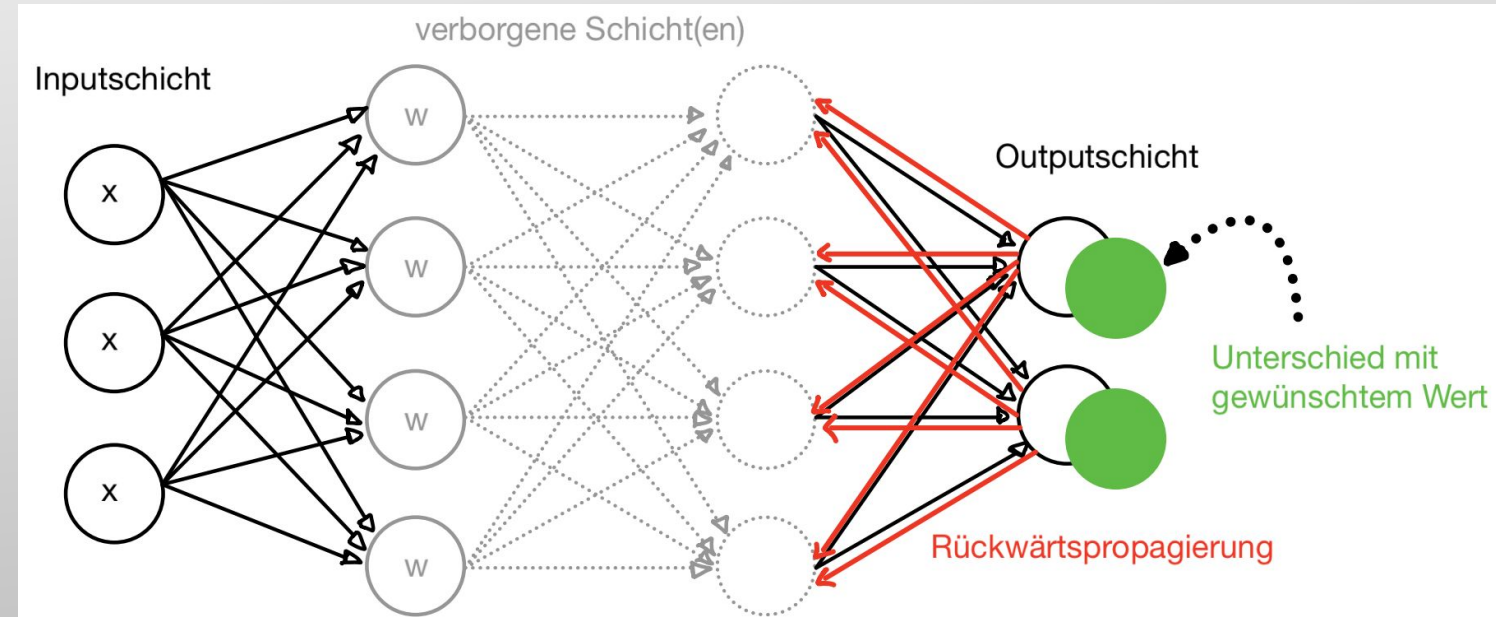 verborgene Schicht(en)
Inputschicht
x
x
x
w
w
w
w
Outputschicht
Unterschied mit
gewünschtem Wert
Rückwärtspropagierung